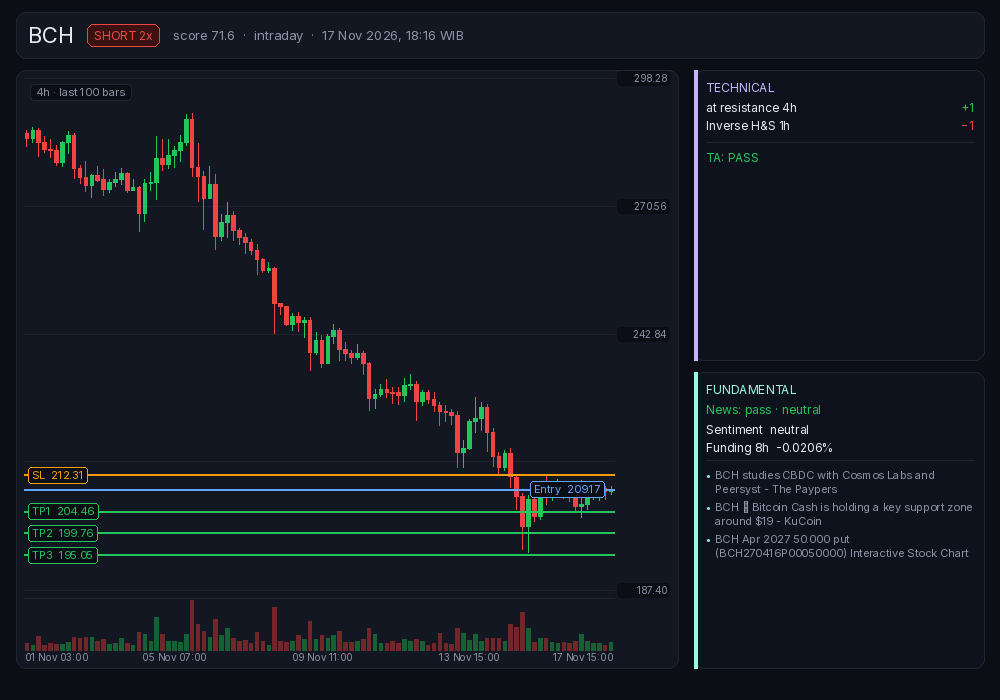 BCH SHORT 2x score 71.6 · intraday · 17 Nov 2026, 18:16 WIB
4h · last 100 bars
298.28
270.56
242.84
187.40
SL 212.31
Entry 209.17
TP1 204.46
TP2 199.76
TP3 195.05
01 Nov 03:00 05 Nov 07:00 09 Nov 11:00 13 Nov 15:00 17 Nov 15:00
TECHNICAL
at resistance 4h +1
Inverse H&S 1h −1
TA: PASS
FUNDAMENTAL
News: pass · neutral
Sentiment neutral
Funding 8h -0.0206%
• BCH studies CBDC with Cosmos Labs and
Peersyst - The Paypers
• BCH Bitcoin Cash is holding a key support zone
around $19 - KuCoin
• BCH Apr 2027 50.000 put
(BCH270416P00050000) Interactive Stock Chart